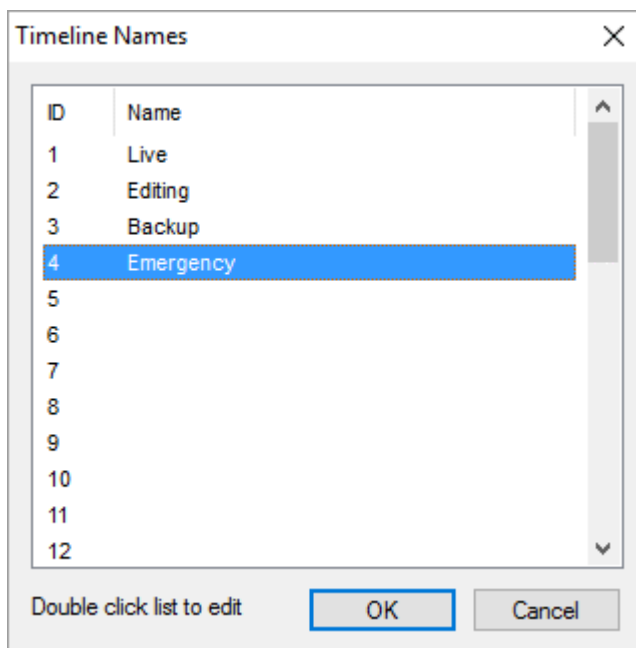 Timeline Names
ID Name
1 Live
2 Editing
3 Backup
4 Emergency
5
6
7
8
9
10
11
12
Double click list to edit OK Cancel